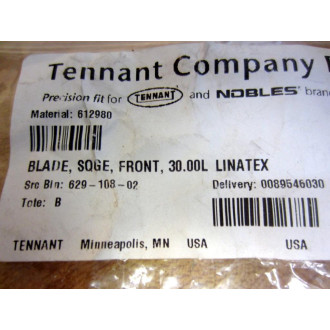 Tennant Company
Precision fit for TENNANT and NOBLES bran
Material: 612980
BLADE, SQGE, FRONT, 30.00L LINATEX
Src Bin: 629-108-02
Delivery: 0089546030
Tote: B
TENNANT Minneapolis, MN USA USA